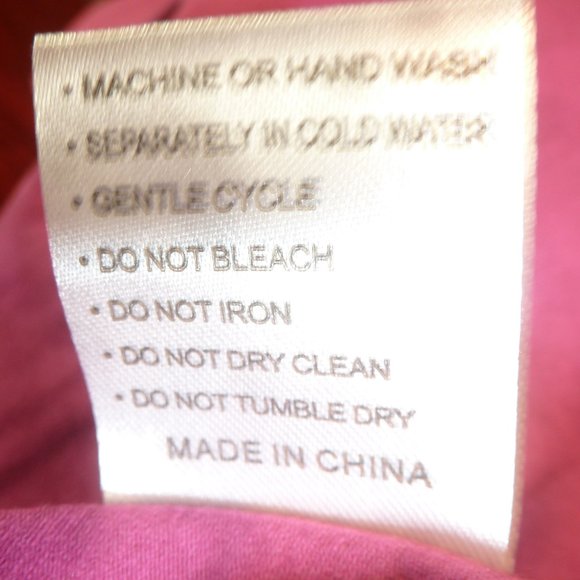 • MACHINE OR HAND WASH
• SEPARATELY IN COLD WATER
• GENTLE CYCLE
• DO NOT BLEACH
• DO NOT IRON
• DO NOT DRY CLEAN
• DO NOT TUMBLE DRY
MADE IN CHINA